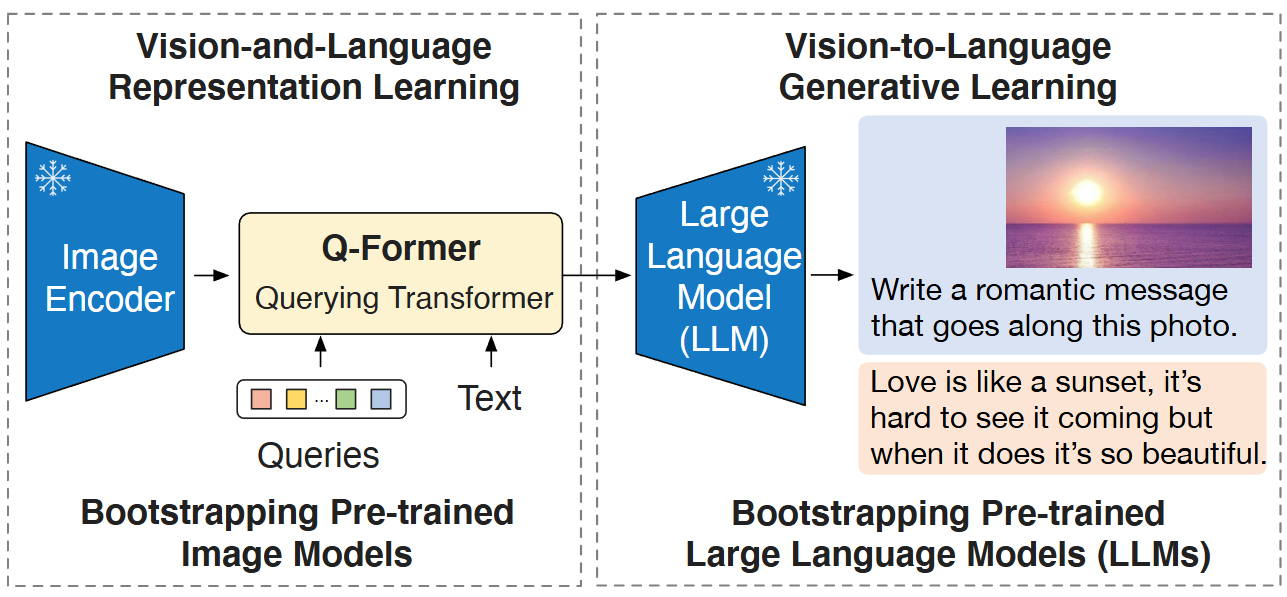 Vision-and-Language
Representation Learning
Image
Encoder
Q-Former
Querying Transformer
...
Queries
Text
Bootstrapping Pre-trained
Image Models
Vision-to-Language
Generative Learning
Large
Language
Model
(LLM)
Write a romantic message
that goes along this photo.
Love is like a sunset, it's
hard to see it coming but
when it does it's so beautiful.
Bootstrapping Pre-trained
Large Language Models (LLMs)